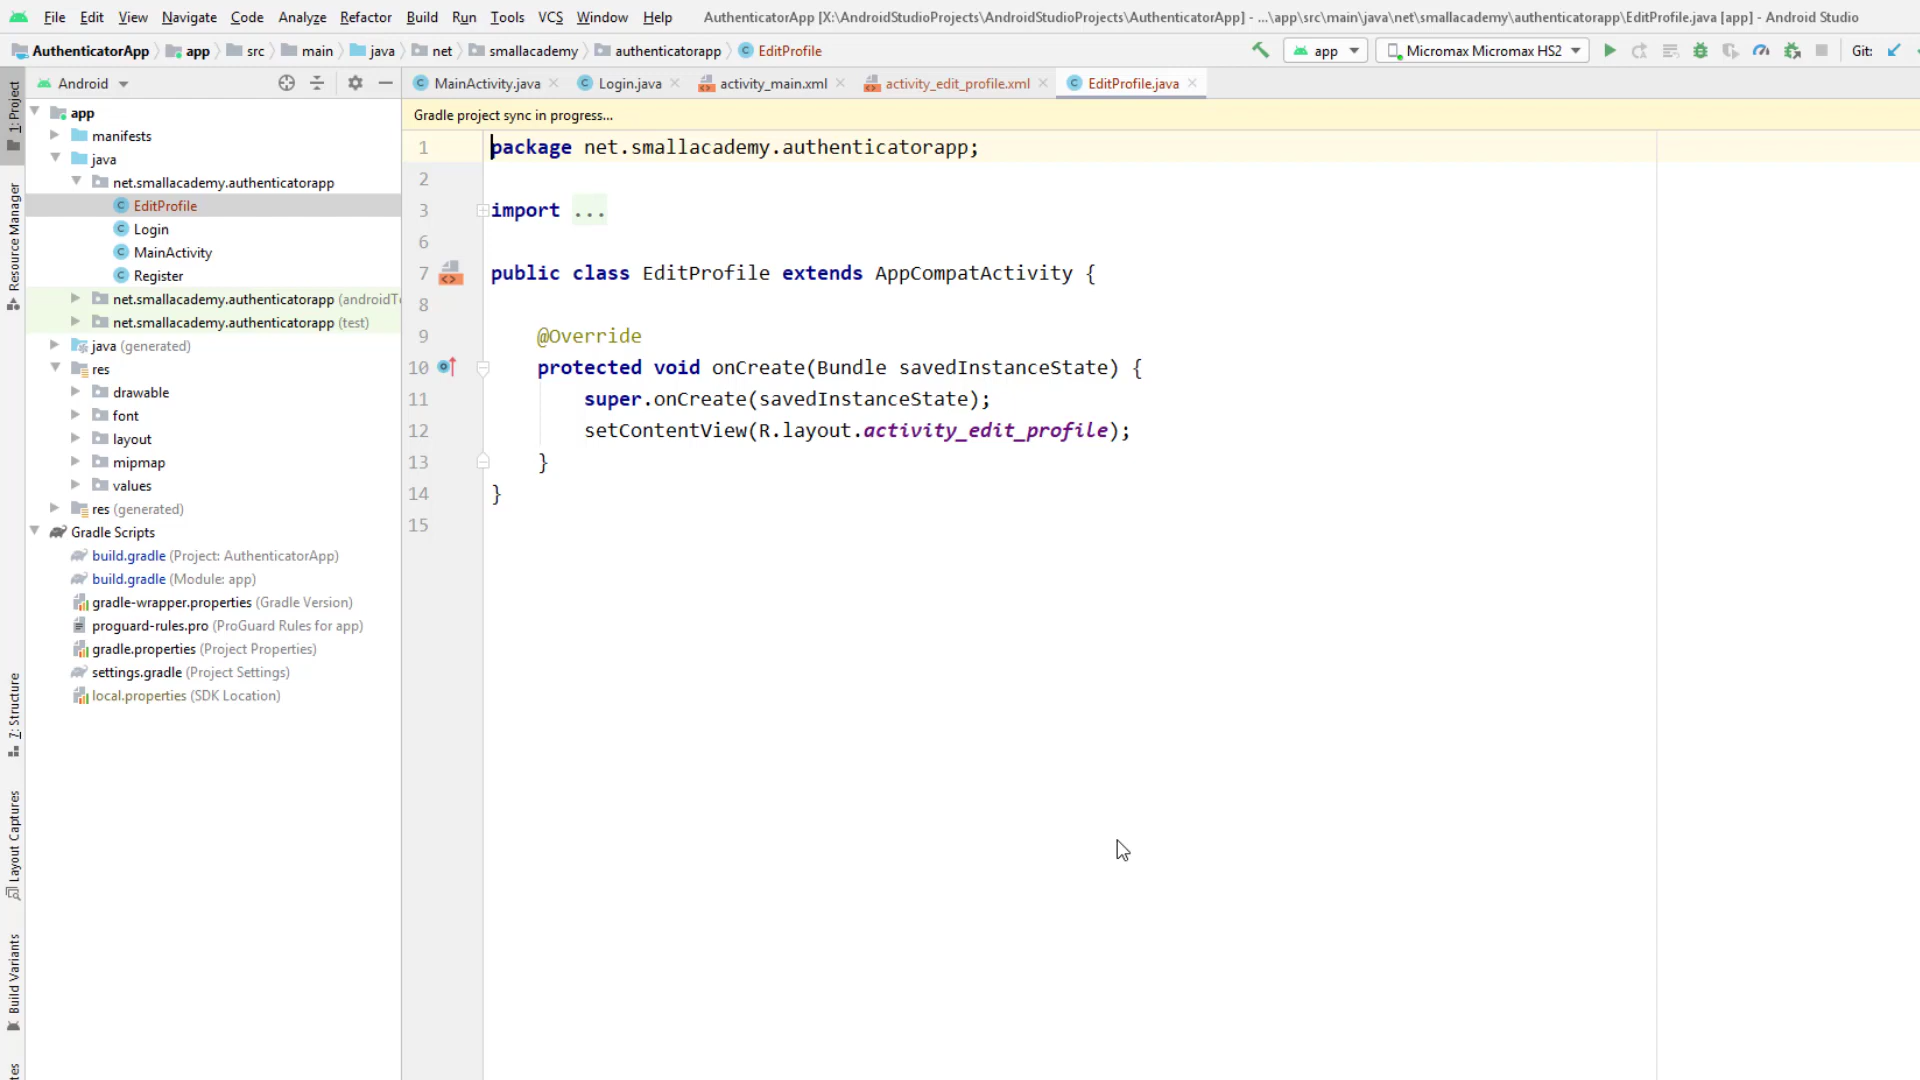 File Edit View Navigate Code Analyze Refactor Build Run Tools VCS Window Help AuthenticatorApp [X:\AndroidStudioProjects\AndroidStudioProjects\AuthenticatorApp] - ...\app\src\main\java\net\smallacademy\authenticatorapp\EditProfile.java [app] - Android Studio
AuthenticatorApp app src main java net smallacademy authenticatorapp EditProfile app Micromax Micromax HS2 Git:
Android
MainActivity.java Login.java activity_main.xml activity_edit_profile.xml EditProfile.java
Gradle project sync in progress...
1: Project
Resource Manager
7: Structure
Layout Captures
Build Variants
app
manifests
java
net.smallacademy.authenticatorapp
EditProfile
Login
MainActivity
Register
net.smallacademy.authenticatorapp (androidTe
net.smallacademy.authenticatorapp (test)
java (generated)
res
drawable
font
layout
mipmap
values
res (generated)
Gradle Scripts
build.gradle (Project: AuthenticatorApp)
build.gradle (Module: app)
gradle-wrapper.properties (Gradle Version)
proguard-rules.pro (ProGuard Rules for app)
gradle.properties (Project Properties)
settings.gradle (Project Settings)
local.properties (SDK Location)
1 package net.smallacademy.authenticatorapp;
2
3 import ...
6
7 public class EditProfile extends AppCompatActivity {
8
9 @Override
10 protected void onCreate(Bundle savedInstanceState) {
11 super.onCreate(savedInstanceState);
12 setContentView(R.layout.activity_edit_profile);
13 }
14 }
15